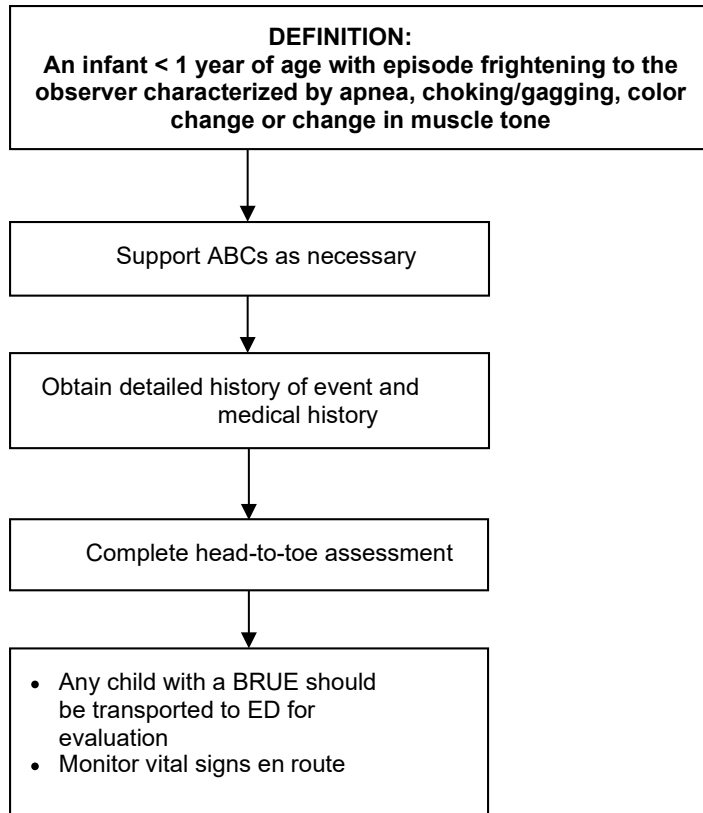 DEFINITION:
An infant < 1 year of age with episode frightening to the
observer characterized by apnea, choking/gagging, color
change or change in muscle tone
Support ABCs as necessary
Obtain detailed history of event and
medical history
Complete head-to-toe assessment
• Any child with a BRUE should
be transported to ED for
evaluation
• Monitor vital signs en route